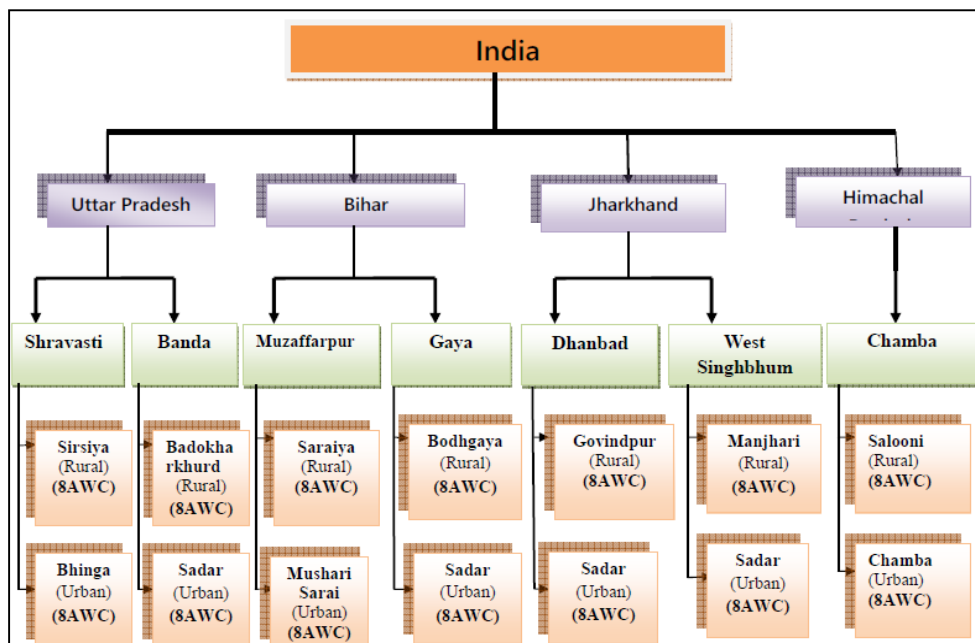 India
Uttar Pradesh
Bihar
Jharkhand
Himachal
Shravasti
Banda
Muzaffarpur
Gaya
Dhanbad
West
Singhbhum
Chamba
Sirsiya
(Rural)
(8AWC)
Badokha
rkhurd
(Rural)
(8AWC)
Saraiya
(Rural)
(8AWC)
Bodhgaya
(Rural)
(8AWC)
Govindpur
(Rural)
(8AWC)
Manjhari
(Rural)
(8AWC)
Salooni
(Rural)
(8AWC)
Bhinga
(Urban)
(8AWC)
Sadar
(Urban)
(8AWC)
Mushari
Sarai
(Urban)
(8AWC)
Sadar
(Urban)
(8AWC)
Sadar
(Urban)
(8AWC)
Sadar
(Urban)
(8AWC)
Chamba
(Urban)
(8AWC)